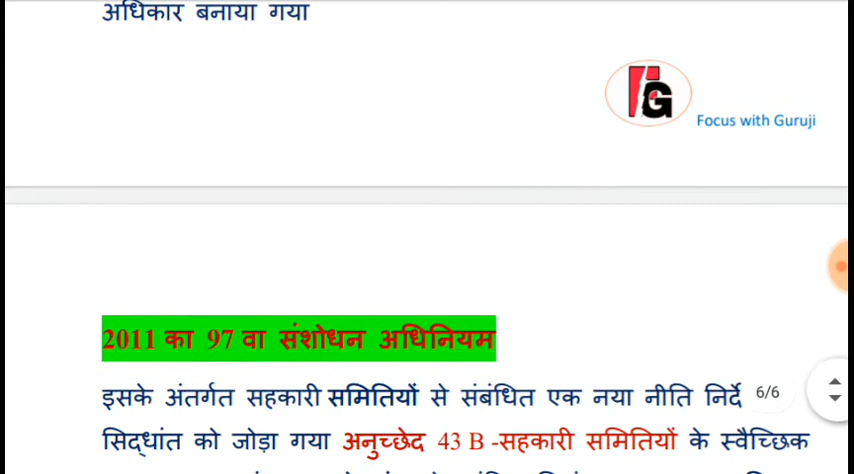 अधिकार बनाया गया
FG
Focus with Guruji
2011 का 97 वा संशोधन अधिनियम
इसके अंतर्गत सहकारी समितियों से संबंधित एक नया नीति निर्दे
6/6
सिद्धांत को जोड़ा गया अनुच्छेद 43 B -सहकारी समितियों के स्वैच्छिक